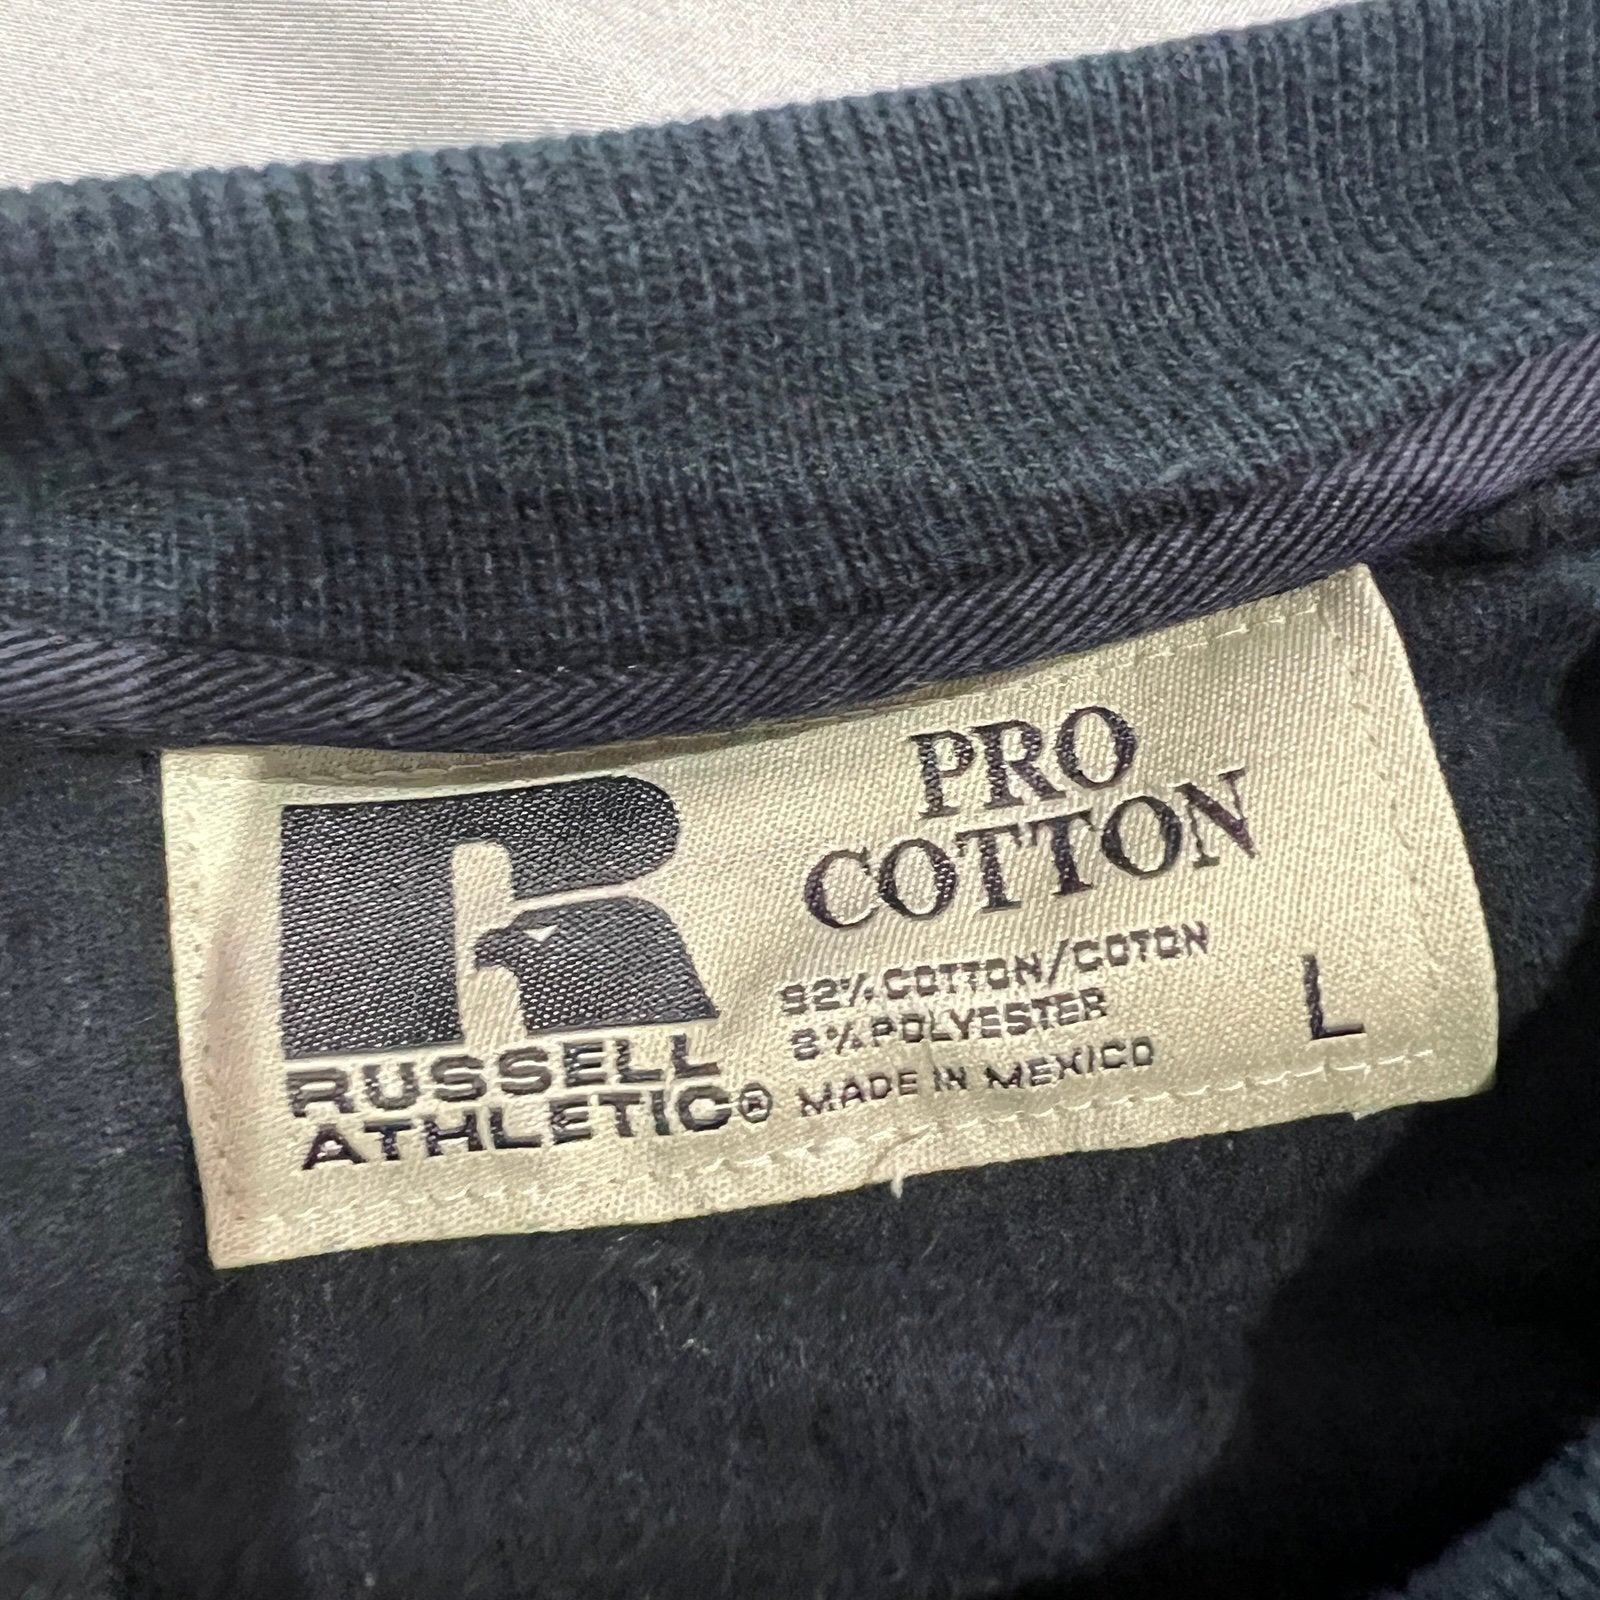 R
PRO
COTTON
92% COTTON/COTON
8% POLYESTER
MADE IN MEXICO
L
RUSSELL
ATHLETIC®